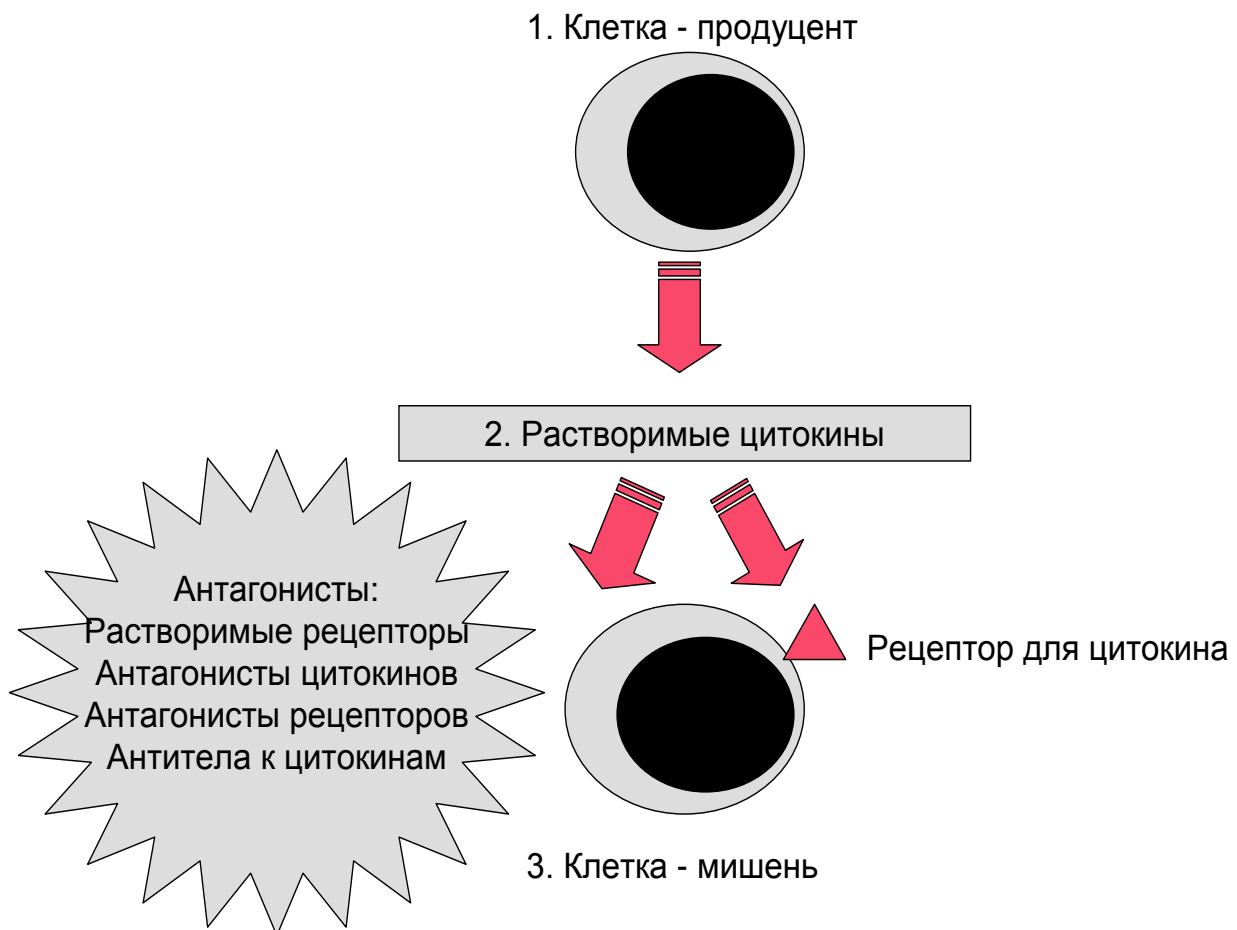 1. Клетка - продуцент
2. Растворимые цитокины
Антагонисты:
Растворимые рецепторы
Антагонисты цитокинов
Антагонисты рецепторов
Антитела к цитокинам
Рецептор для цитокина
3. Клетка - мишень